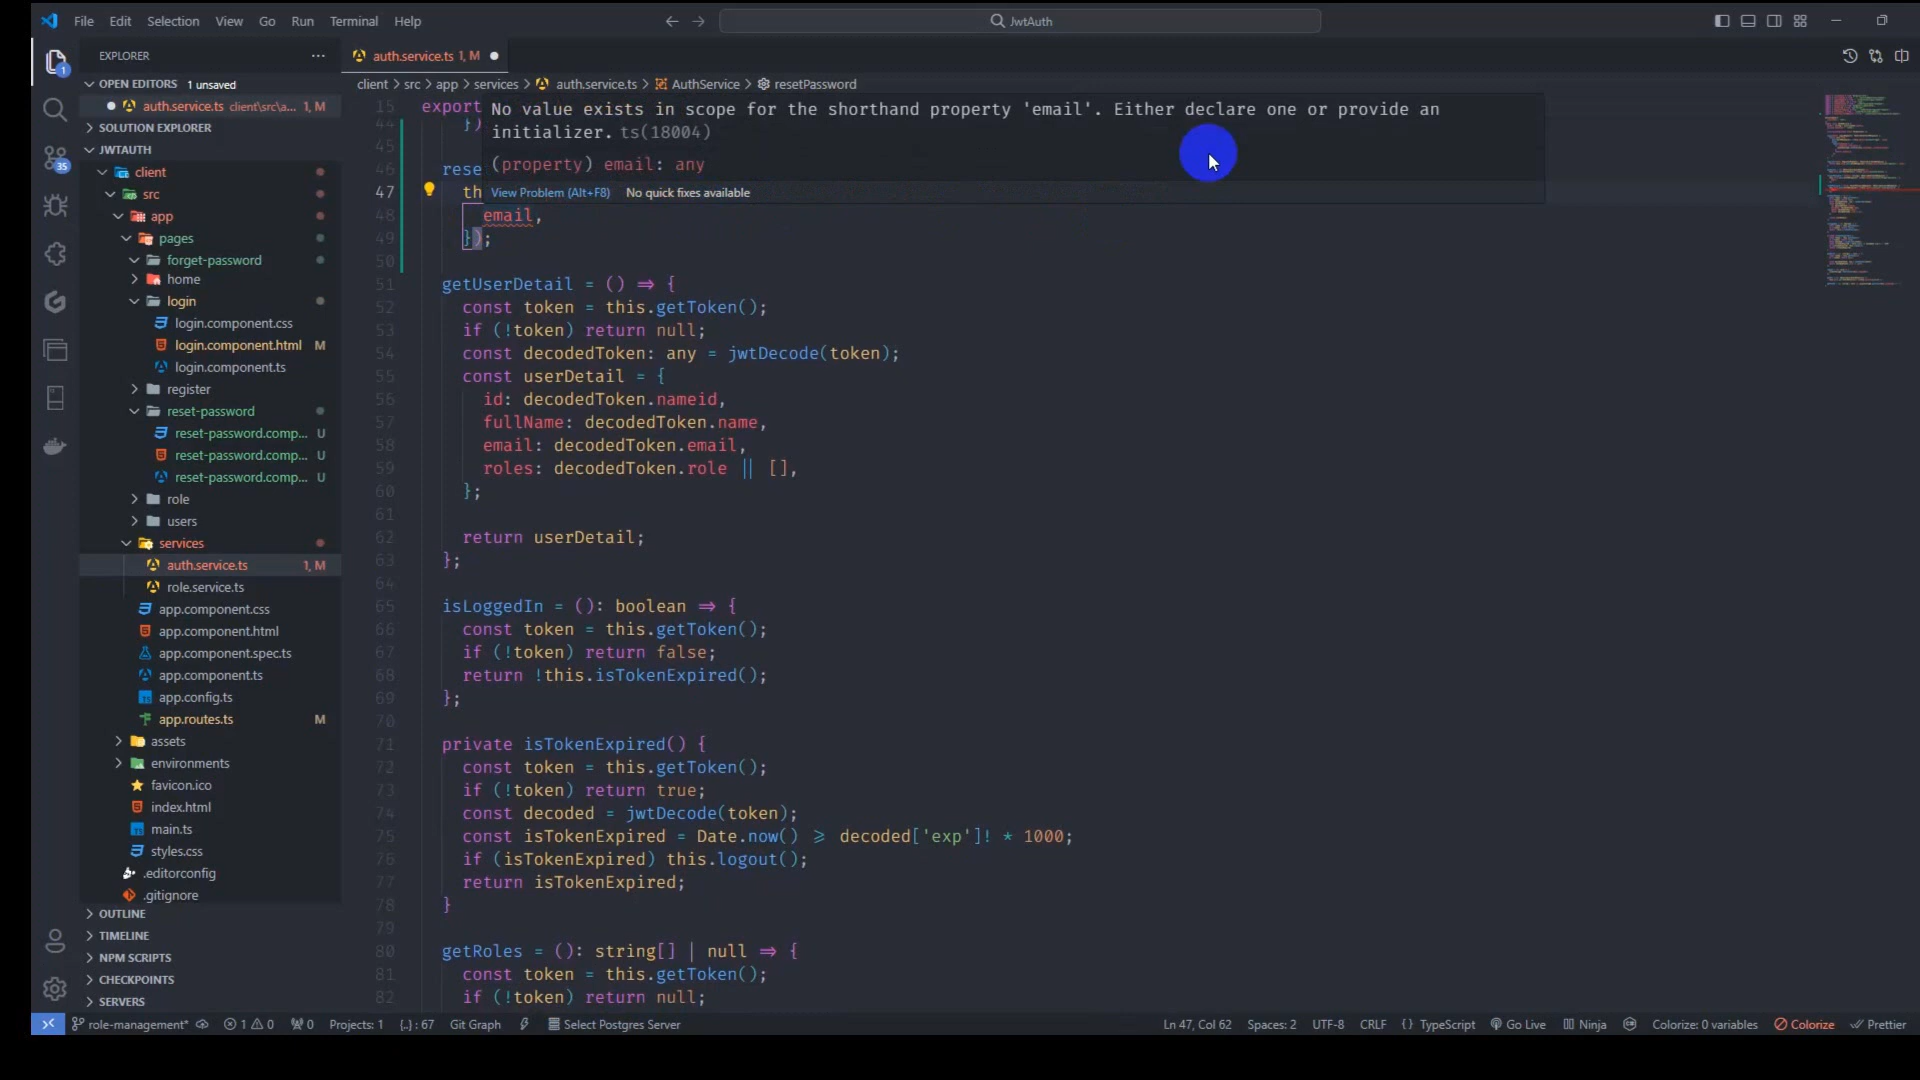 File Edit Selection View Go Run Terminal Help
JwtAuth
EXPLORER
auth.service.ts 1, M
OPEN EDITORS 1 unsaved
auth.service.ts client\src\a... 1, M
SOLUTION EXPLORER
JWTAUTH
client
src
app
pages
forget-password
home
login
login.component.css
login.component.html M
login.component.ts
register
reset-password
reset-password.comp... U
reset-password.comp... U
reset-password.comp... U
role
users
services
auth.service.ts 1, M
role.service.ts
app.component.css
app.component.html
app.component.spec.ts
app.component.ts
app.config.ts
app.routes.ts M
assets
environments
favicon.ico
index.html
main.ts
styles.css
.editorconfig
.gitignore
OUTLINE
TIMELINE
NPM SCRIPTS
CHECKPOINTS
SERVERS
1
35
client > src > app > services > auth.service.ts > AuthService > resetPassword
15 export
No value exists in scope for the shorthand property 'email'. Either declare one or provide an
initializer. ts(18004)
(property) email: any
View Problem (Alt+F8) No quick fixes available
44 })
45
46 rese
47 th
48 email,
49 });
50
51 getUserDetail = () => {
52 const token = this.getToken();
53 if (!token) return null;
54 const decodedToken: any = jwtDecode(token);
55 const userDetail = {
56 id: decodedToken.nameid,
57 fullName: decodedToken.name,
58 email: decodedToken.email,
59 roles: decodedToken.role || [],
60 };
61
62 return userDetail;
63 };
64
65 isLoggedIn = (): boolean => {
66 const token = this.getToken();
67 if (!token) return false;
68 return !this.isTokenExpired();
69 };
70
71 private isTokenExpired() {
72 const token = this.getToken();
73 if (!token) return true;
74 const decoded = jwtDecode(token);
75 const isTokenExpired = Date.now() >= decoded['exp']! * 1000;
76 if (isTokenExpired) this.logout();
77 return isTokenExpired;
78 }
79
80 getRoles = (): string[] | null => {
81 const token = this.getToken();
82 if (!token) return null;
role-management* 1 0 0 Projects: 1 {..} : 67 Git Graph Select Postgres Server Ln 47, Col 62 Spaces: 2 UTF-8 CRLF {} TypeScript Go Live Ninja Colorize: 0 variables Colorize Prettier